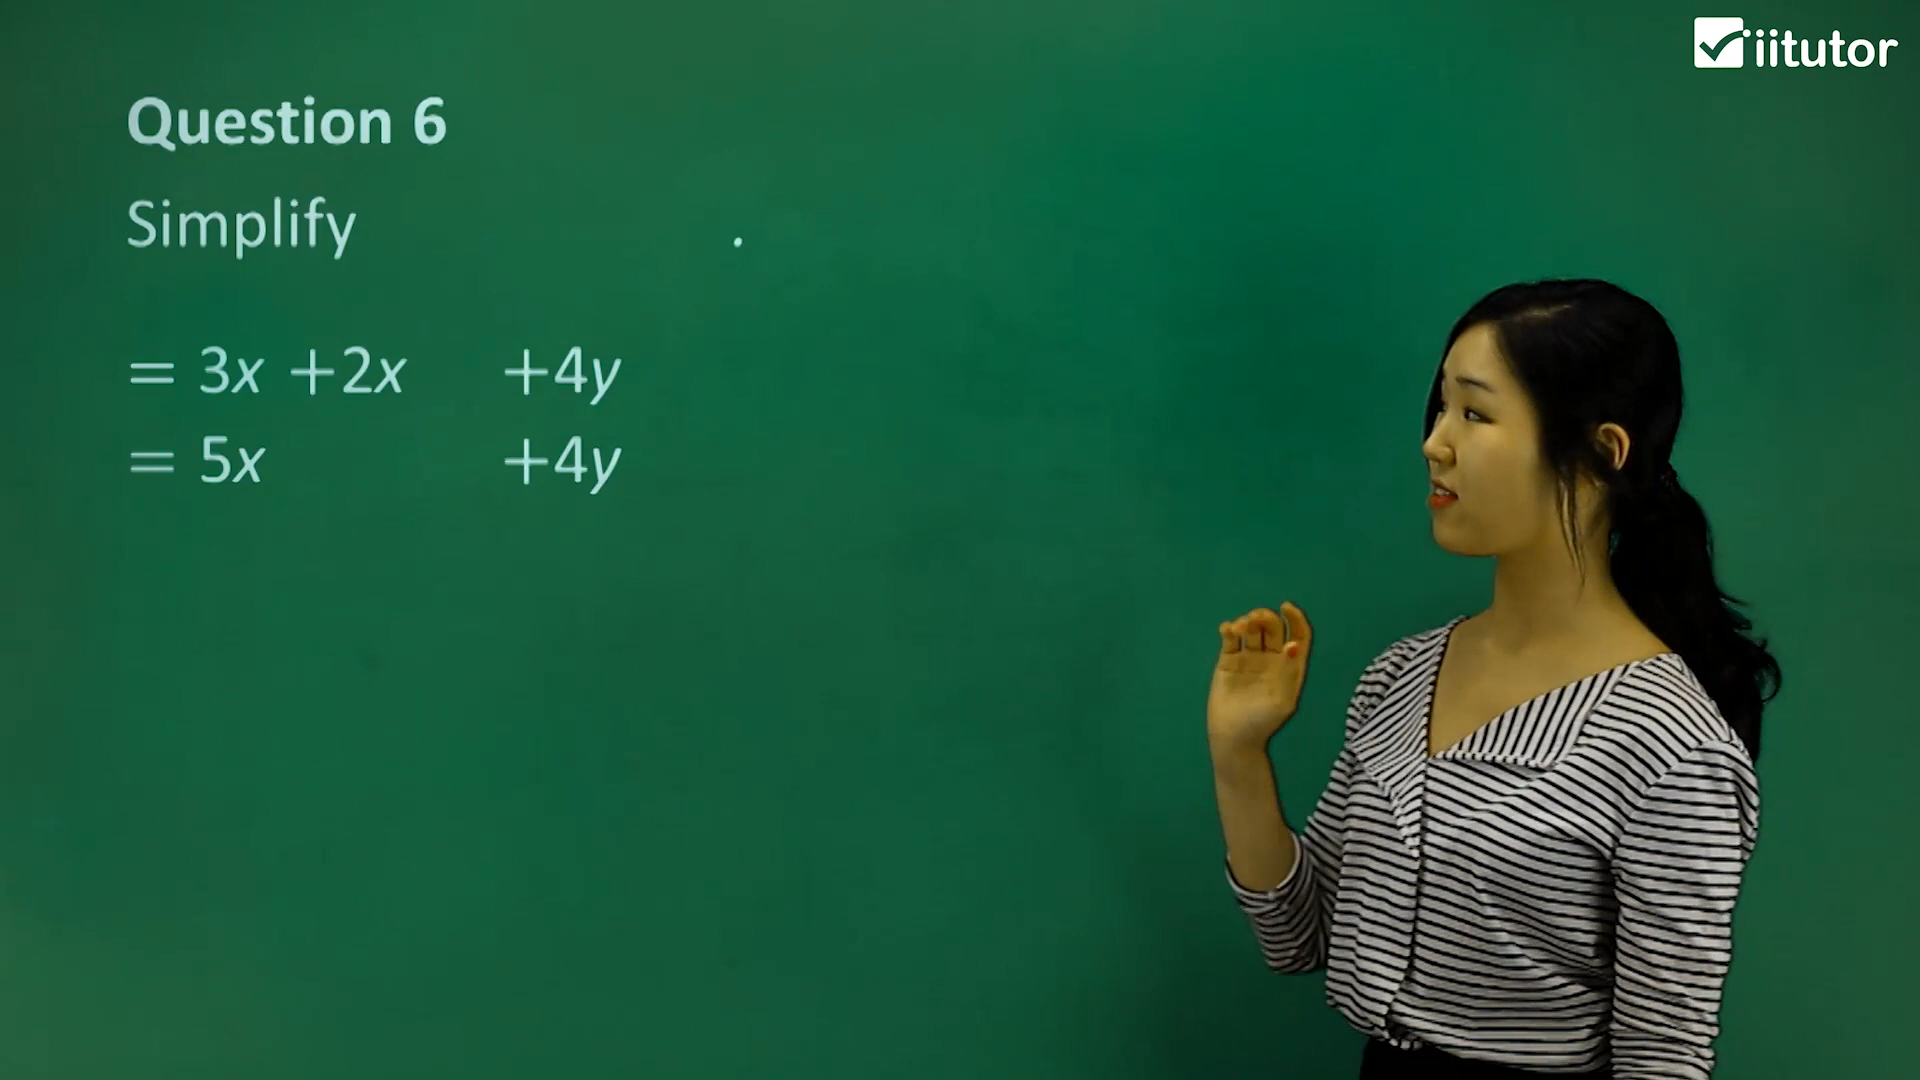 iitutor
Question 6
Simplify .
= 3x +2x +4y
= 5x +4y